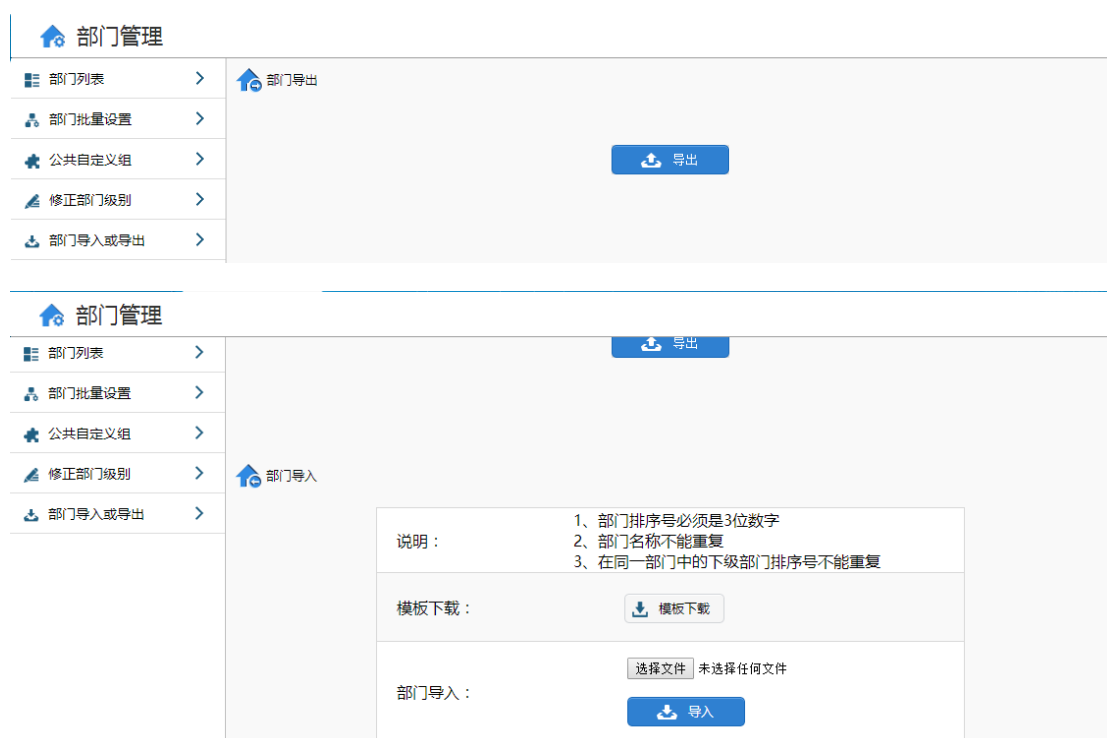 部门管理
部门列表
部门批量设置
公共自定义组
修正部门级别
部门导入或导出
部门导出
导出
部门管理
部门列表
部门批量设置
公共自定义组
修正部门级别
部门导入或导出
导出
部门导入
说明：
1、部门排序号必须是3位数字
2、部门名称不能重复
3、在同一部门中的下级部门排序号不能重复
模板下载：
模板下载
部门导入：
选择文件 未选择任何文件
导入